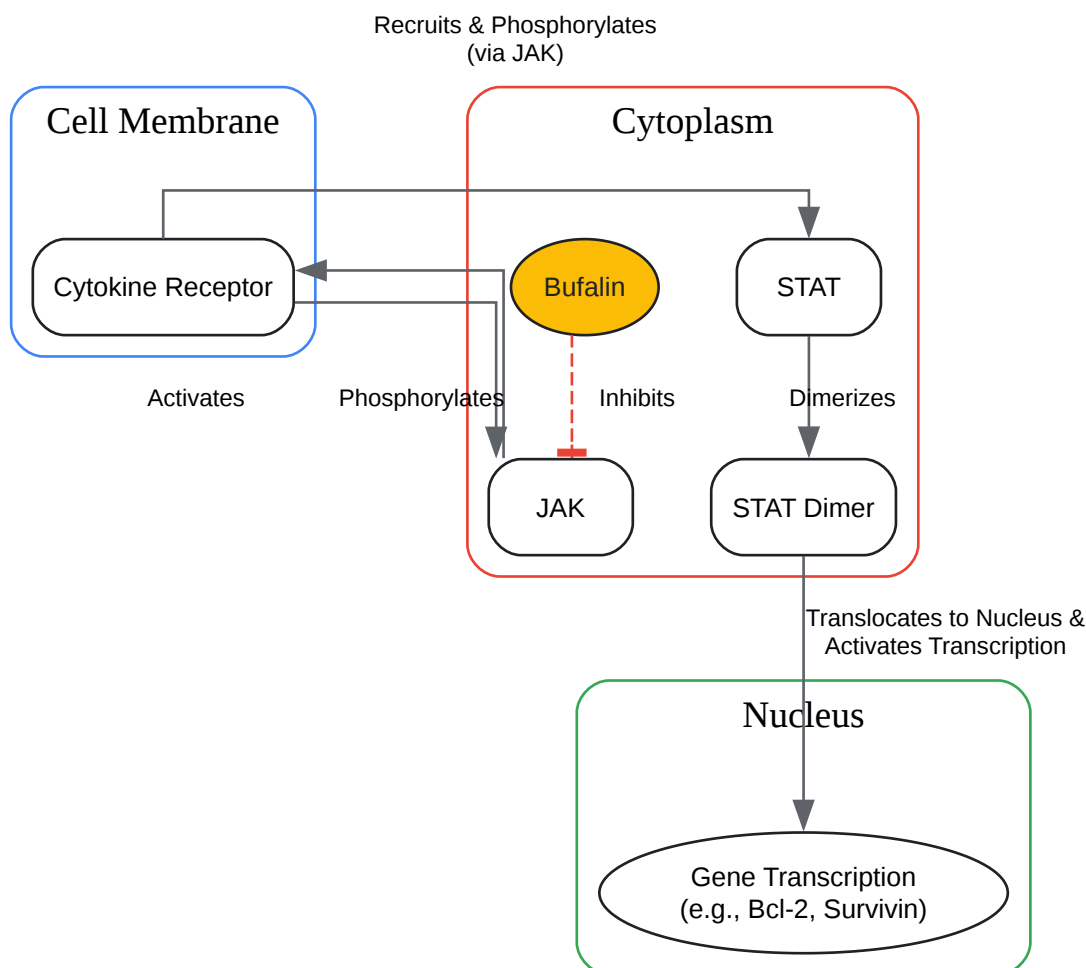 Recruits & Phosphorylates
(via JAK)
Cell Membrane
Cytoplasm
Cytokine Receptor
Bufalin
STAT
Activates
Phosphorylates
Inhibits
Dimerizes
JAK
STAT Dimer
Translocates to Nucleus &
Activates Transcription
Nucleus
Gene Transcription
(e.g., Bcl-2, Survivin)